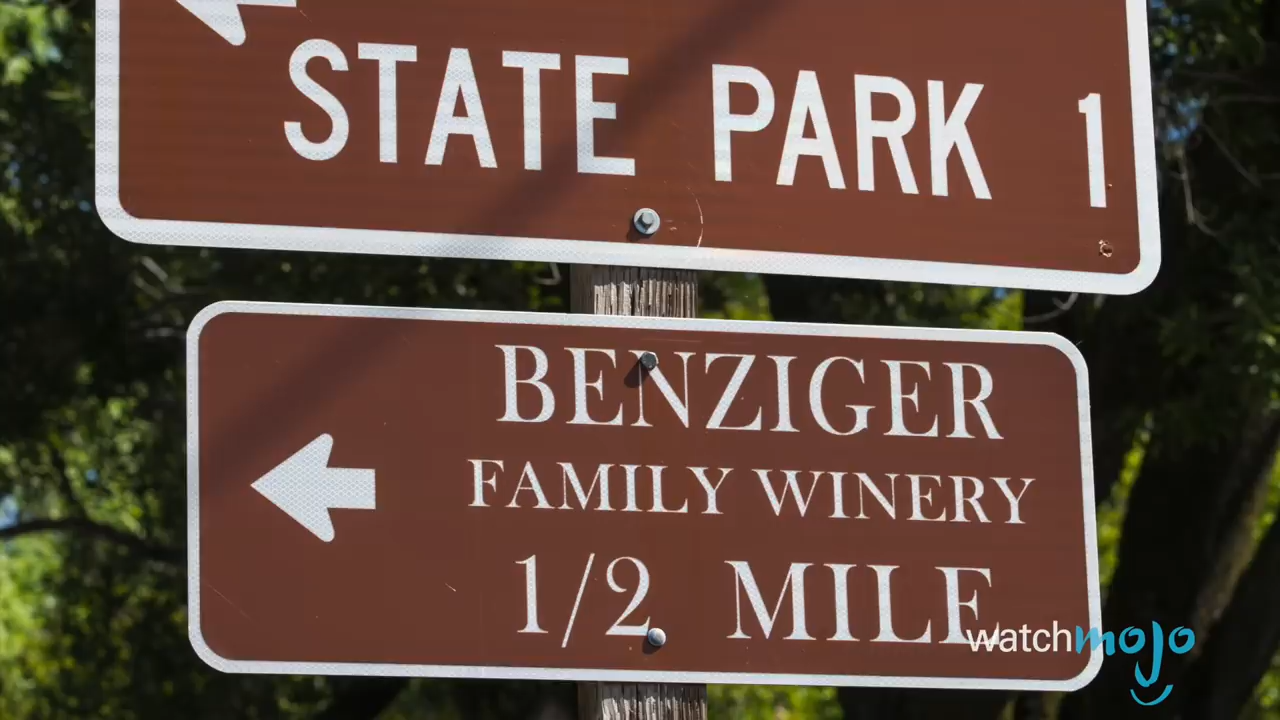 STATE PARK 1
BENZIGER
FAMILY WINERY
1/2 MILE
watchmojo